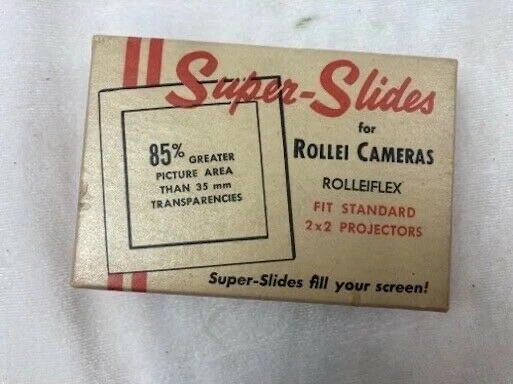 Super-Slides
for
ROLLEI CAMERAS
ROLLEIFLEX
FIT STANDARD
2x2 PROJECTORS
85% GREATER
PICTURE AREA
THAN 35 mm
TRANSPARENCIES
Super-Slides fill your screen!